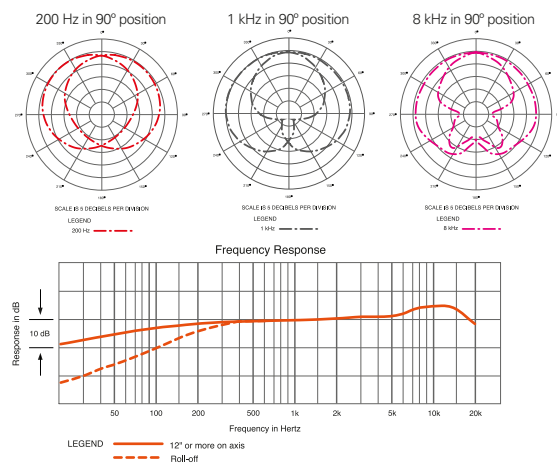 200 Hz in 90º position
1 kHz in 90º position
8 kHz in 90º position
SCALE IS 5 DECIBELS PER DIVISION
SCALE IS 5 DECIBELS PER DIVISION
SCALE IS 5 DECIBELS PER DIVISION
LEGEND
200 Hz
LEGEND
1 kHz
LEGEND
8 kHz
Frequency Response
Response in dB
10 dB
50
100
200
500
1k
2k
5k
10k
20k
Frequency in Hertz
LEGEND
12" or more on axis
Roll-off